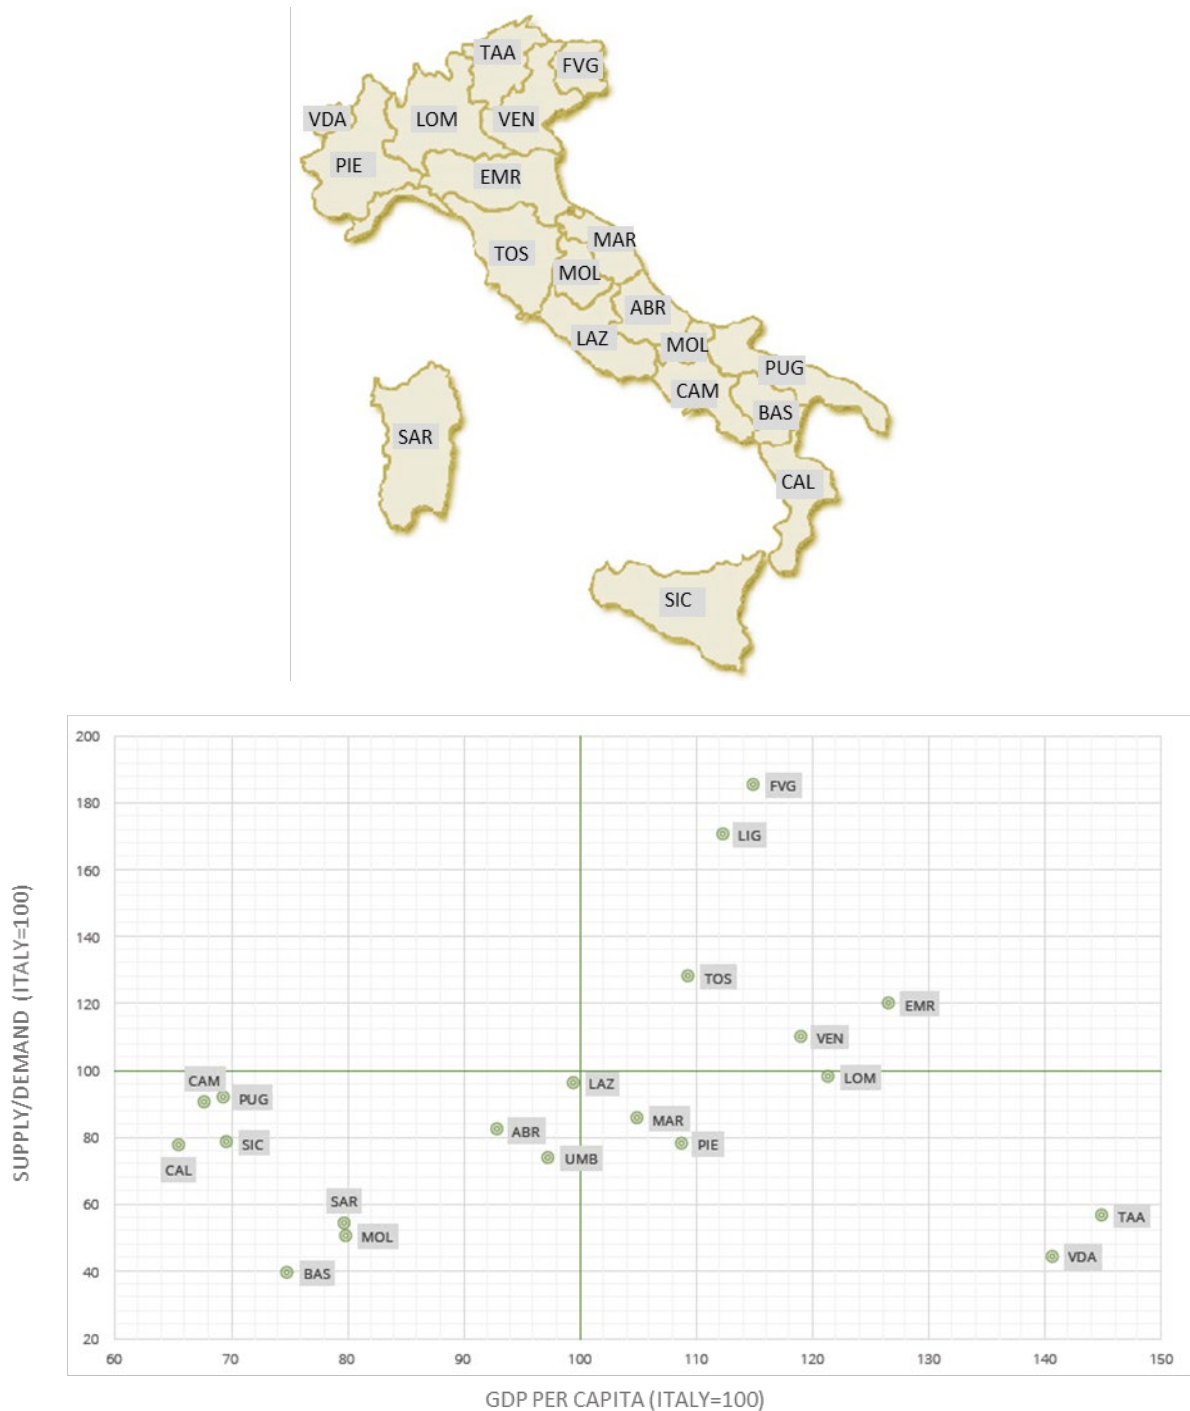 TAA
FVG
VDA
LOM
VEN
PIE
EMR
MAR
TOS
MOL
ABR
LAZ
MOL
PUG
CAM
BAS
SAR
CAL
SIC
200
180
160
140
120
100
80
60
40
20
SUPPLY/DEMAND (ITALY=100)
FVG
LIG
TOS
EMR
VEN
LOM
CAM
LAZ
PUG
MAR
ABR
SIC
PIE
UMB
CAL
SAR
TAA
MOL
VDA
BAS
60 70 80 90 100 110 120 130 140 150
GDP PER CAPITA (ITALY=100)